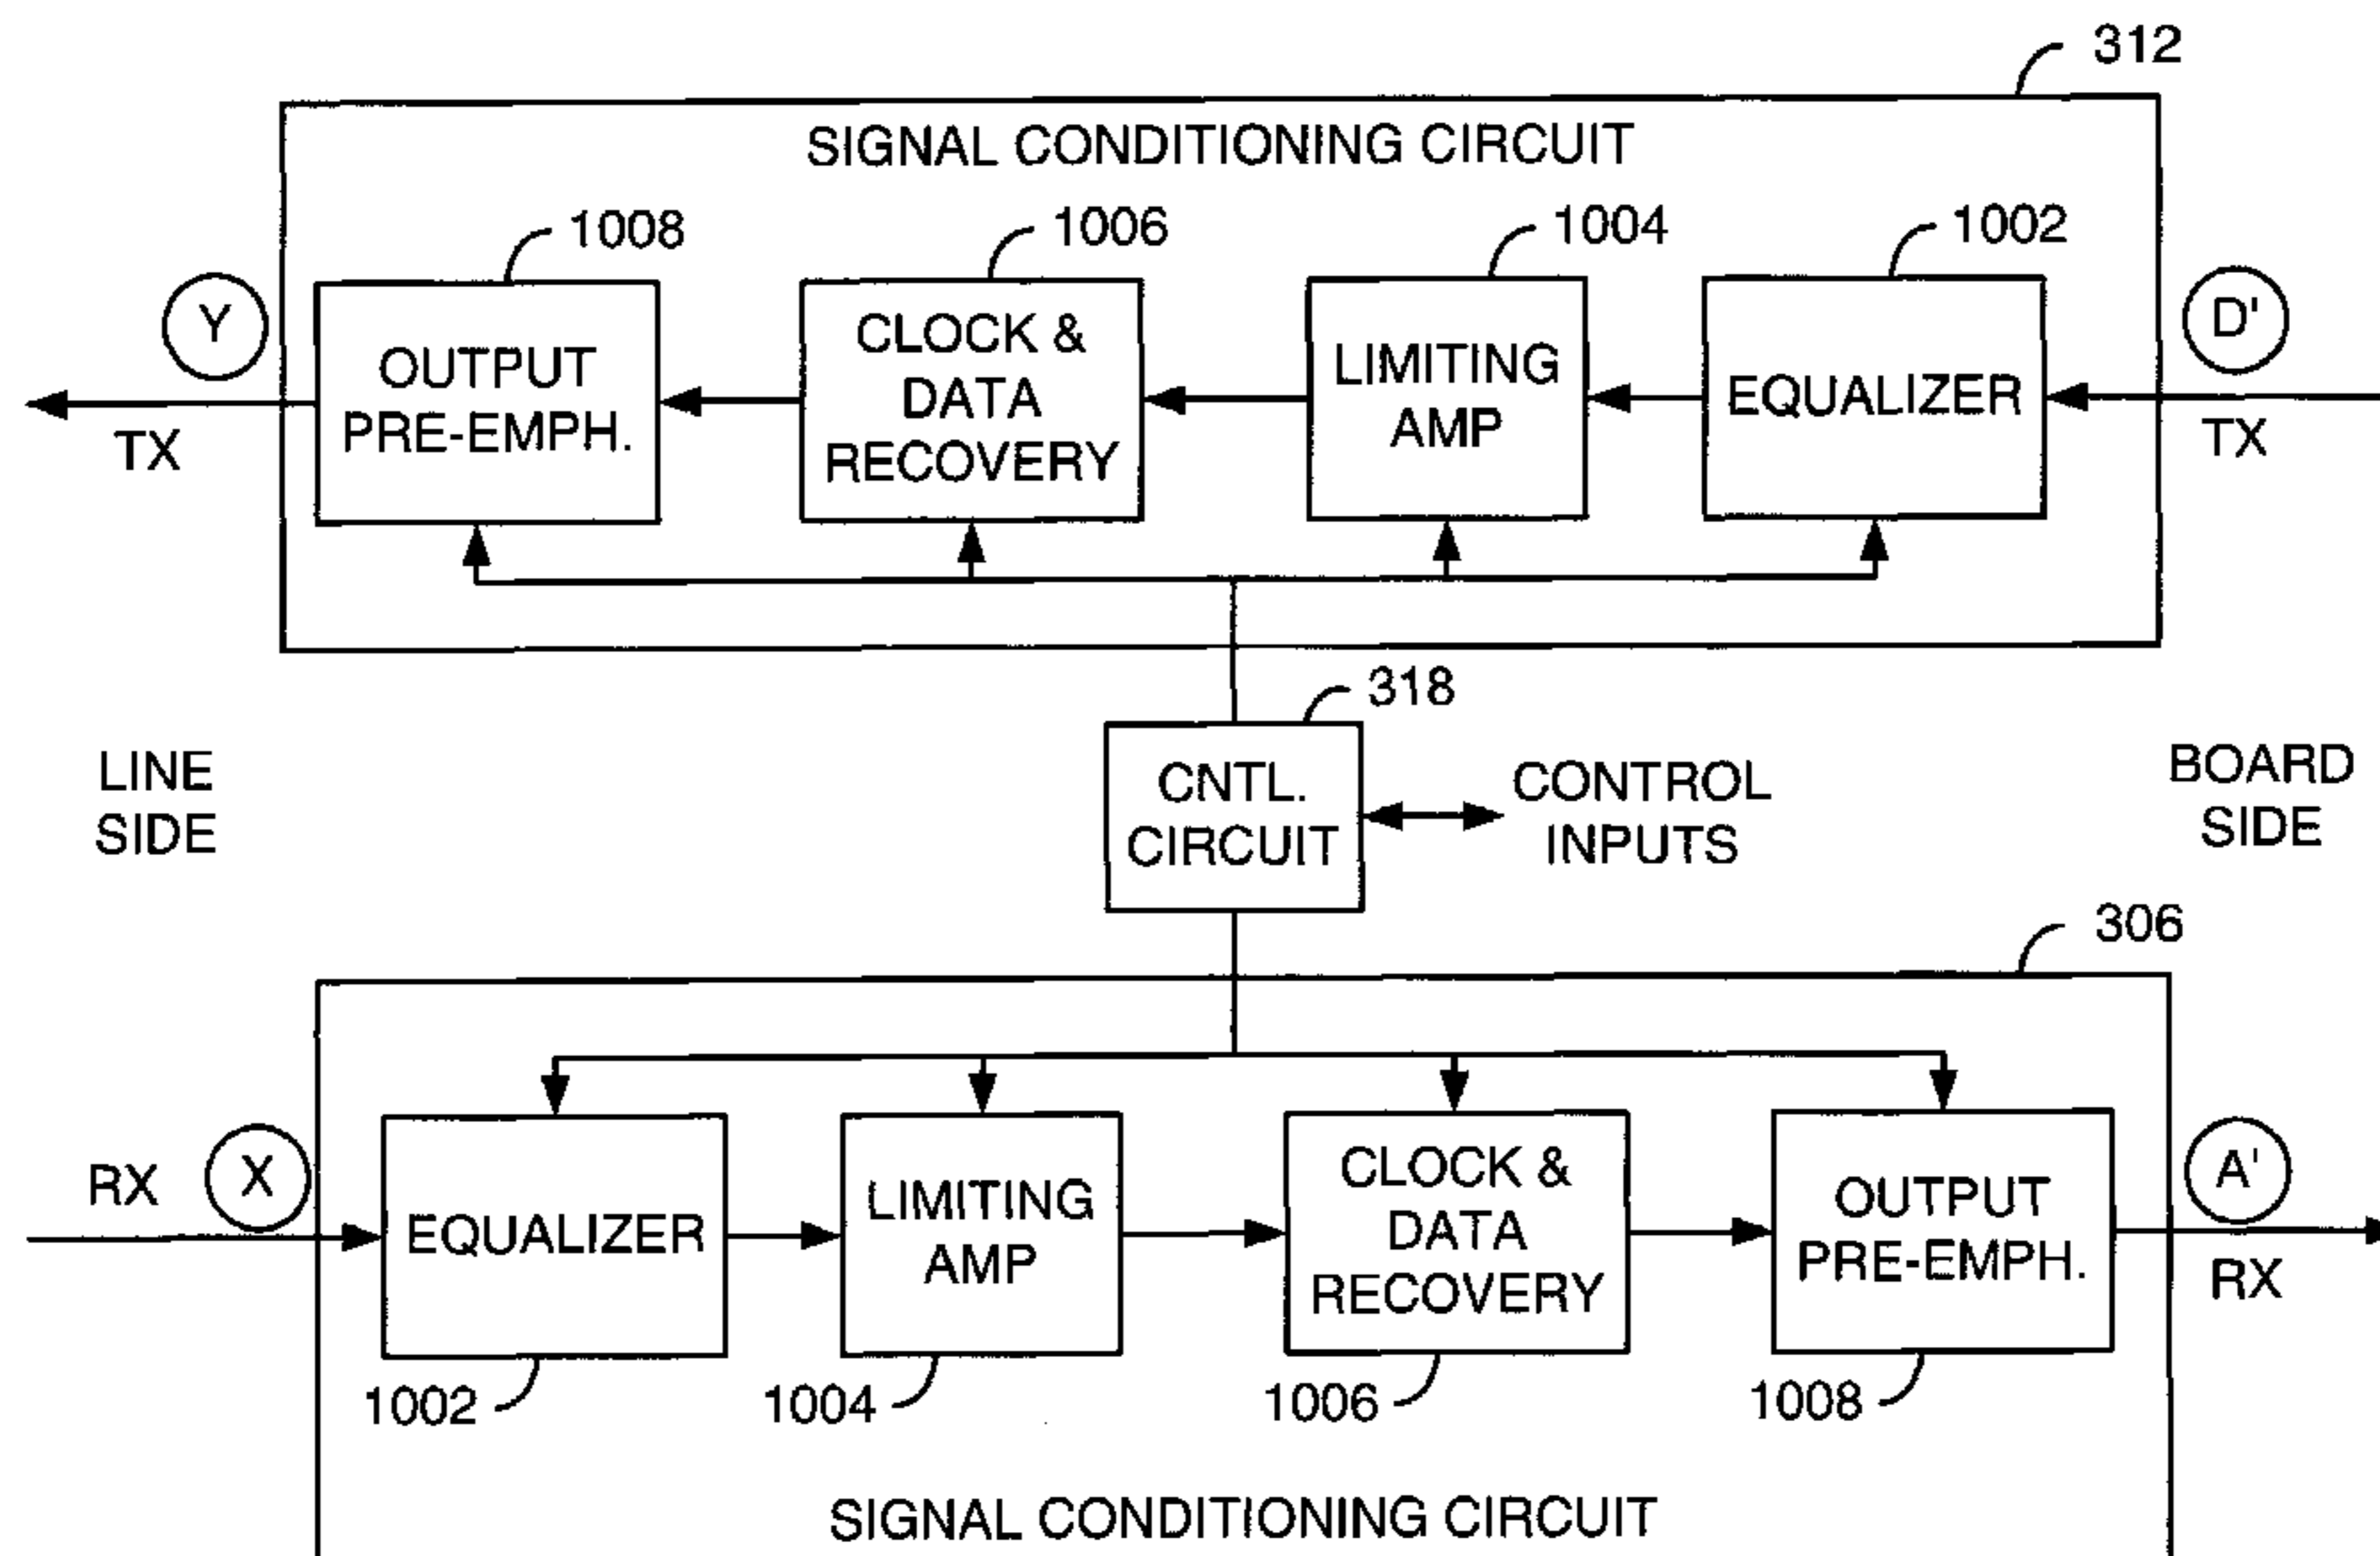 312
SIGNAL CONDITIONING CIRCUIT
1008
1006
1004
1002
Y
OUTPUT
PRE-EMPH.
CLOCK &
DATA
RECOVERY
LIMITING
AMP
EQUALIZER
D'
TX
TX
318
LINE
SIDE
CNTL.
CIRCUIT
CONTROL
INPUTS
BOARD
SIDE
306
RX
X
EQUALIZER
LIMITING
AMP
CLOCK &
DATA
RECOVERY
OUTPUT
PRE-EMPH.
A'
RX
1002
1004
1006
1008
SIGNAL CONDITIONING CIRCUIT